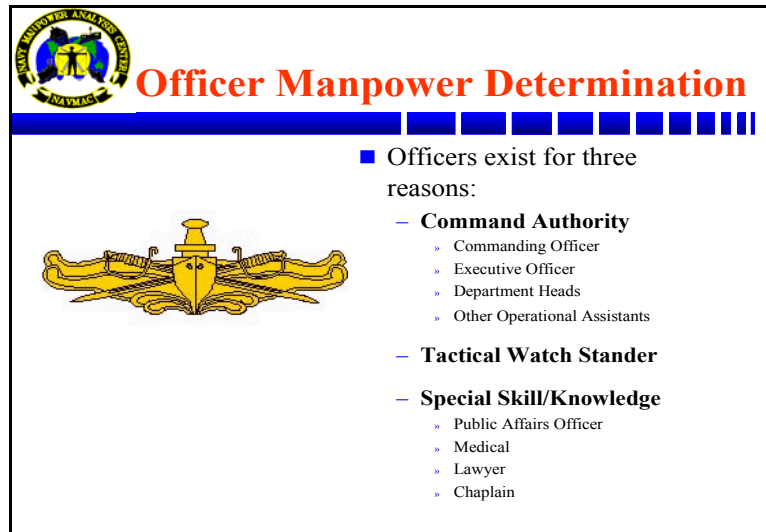 NAVY MANPOWER ANALYSIS CENTER
NAVMAC
Officer Manpower Determination
■ Officers exist for three
reasons:
– Command Authority
» Commanding Officer
» Executive Officer
» Department Heads
» Other Operational Assistants
– Tactical Watch Stander
– Special Skill/Knowledge
» Public Affairs Officer
» Medical
» Lawyer
» Chaplain